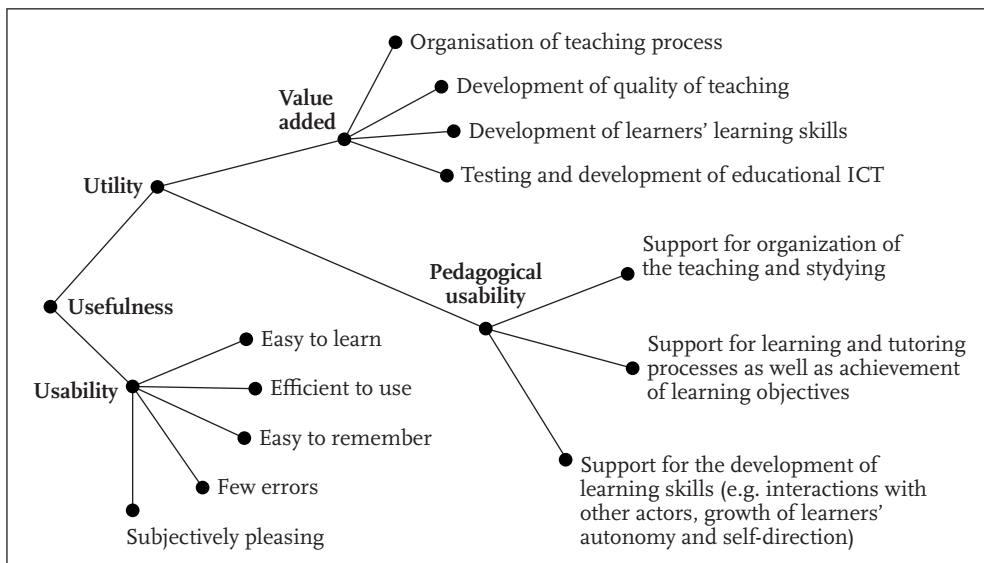 Organisation of teaching process
Development of quality of teaching
Value
added
Development of learners’ learning skills
Testing and development of educational ICT
Utility
Support for organization of
the teaching and stydying
Pedagogical
usability
Usefulness
Easy to learn
Support for learning and tutoring
processes as well as achievement
of learning objectives
Usability
Efficient to use
Easy to remember
Few errors
Subjectively pleasing
Support for the development of
learning skills (e.g. interactions with
other actors, growth of learners’
autonomy and self-direction)